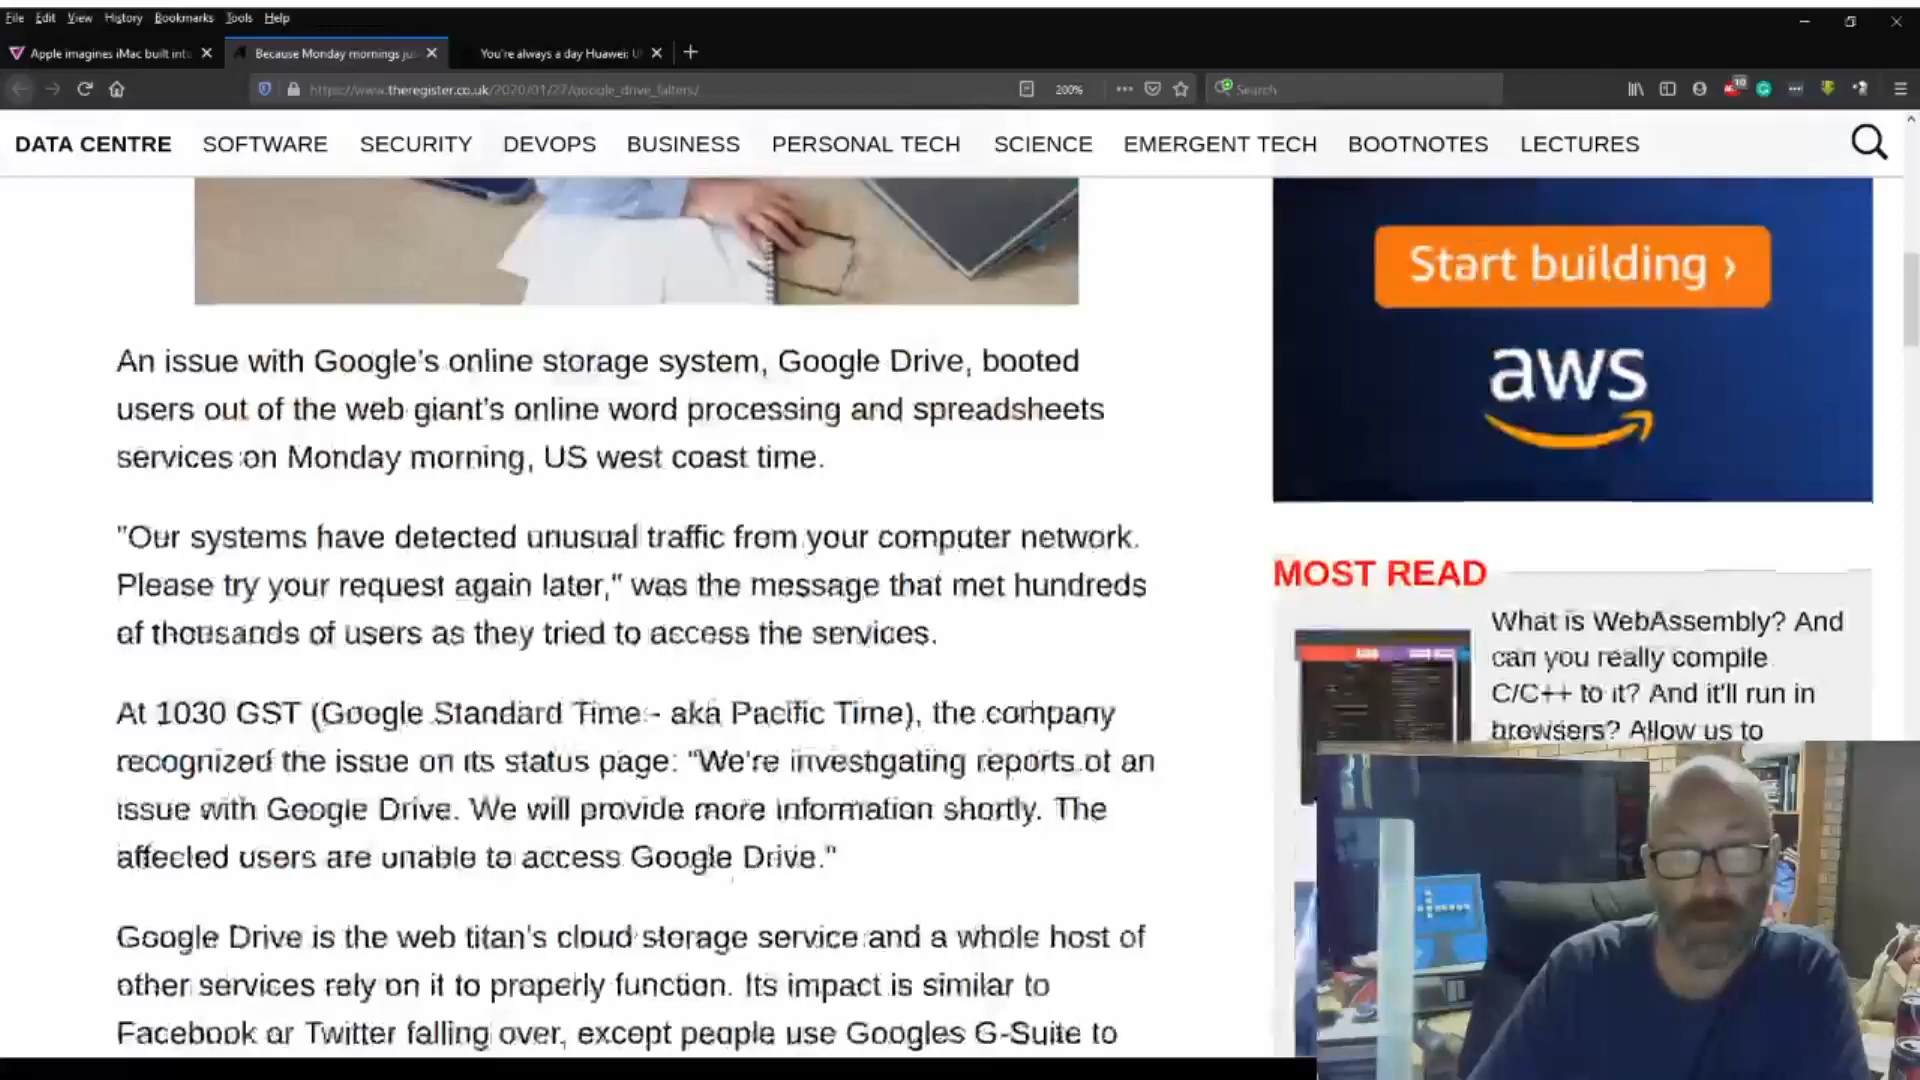 File Edit View History Bookmarks Tools Help
Apple imagines iMac built into
Because Monday mornings jus
You're always a day Huawei: U
https://www.theregister.co.uk/2020/01/27/google_drive_falters/
200%
Search
10
DATA CENTRE SOFTWARE SECURITY DEVOPS BUSINESS PERSONAL TECH SCIENCE EMERGENT TECH BOOTNOTES LECTURES
An issue with Google's online storage system, Google Drive, booted
users out of the web giant's online word processing and spreadsheets
services on Monday morning, US west coast time.
"Our systems have detected unusual traffic from your computer network.
Please try your request again later," was the message that met hundreds
of thousands of users as they tried to access the services.
At 1030 GST (Google Standard Time - aka Pacific Time), the company
recognized the issue on its status page: "We're investigating reports of an
issue with Google Drive. We will provide more information shortly. The
affected users are unable to access Google Drive."
Google Drive is the web titan's cloud storage service and a whole host of
other services rely on it to properly function. Its impact is similar to
Facebook or Twitter falling over, except people use Googles G-Suite to
Start building ›
aws
MOST READ
What is WebAssembly? And
can you really compile
C/C++ to it? And it'll run in
browsers? Allow us to